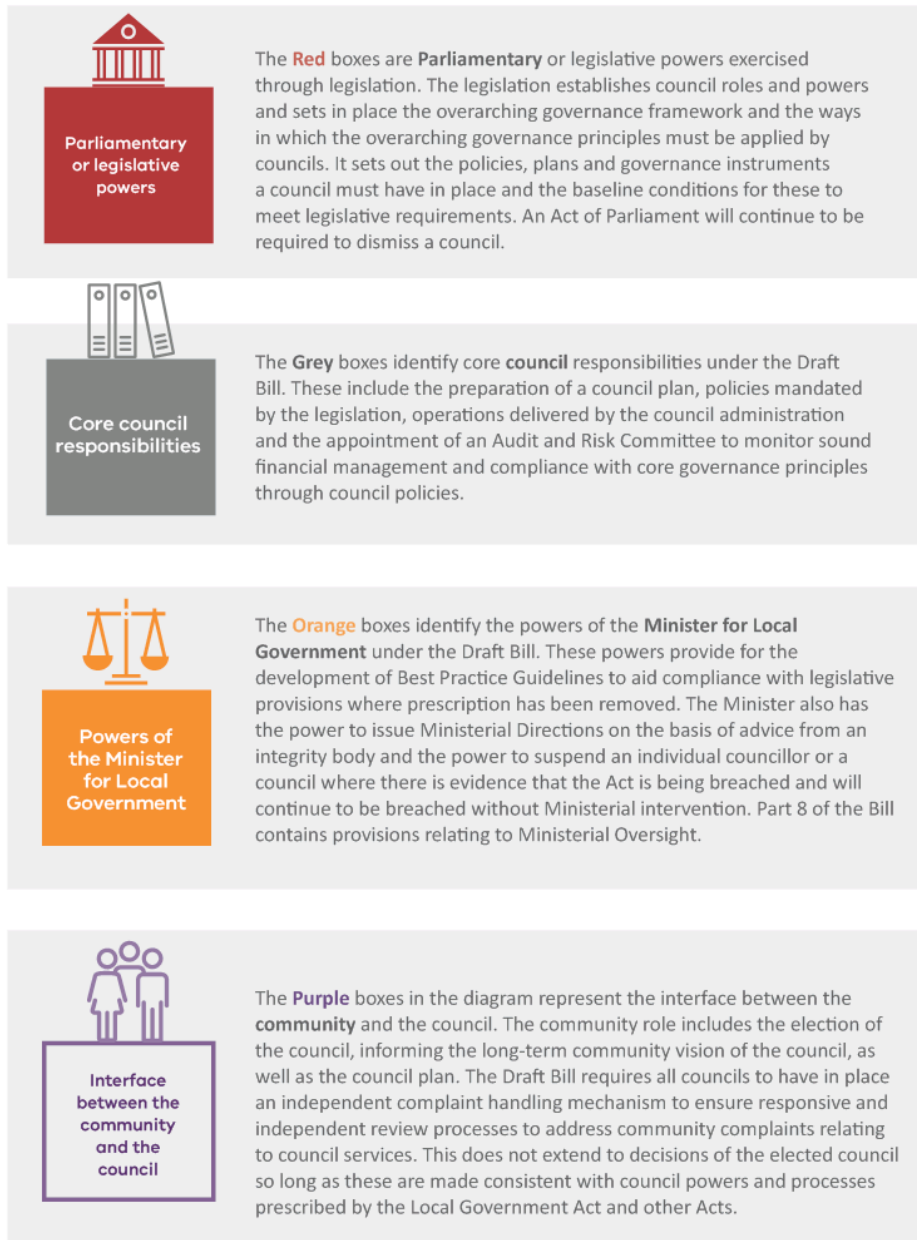 Parliamentary
or legislative
powers
The Red boxes are Parliamentary or legislative powers exercised
through legislation. The legislation establishes council roles and powers
and sets in place the overarching governance framework and the ways
in which the overarching governance principles must be applied by
councils. It sets out the policies, plans and governance instruments
a council must have in place and the baseline conditions for these to
meet legislative requirements. An Act of Parliament will continue to be
required to dismiss a council.
Core council
responsibilities
The Grey boxes identify core council responsibilities under the Draft
Bill. These include the preparation of a council plan, policies mandated
by the legislation, operations delivered by the council administration
and the appointment of an Audit and Risk Committee to monitor sound
financial management and compliance with core governance principles
through council policies.
Powers of
the Minister
for Local
Government
The Orange boxes identify the powers of the Minister for Local
Government under the Draft Bill. These powers provide for the
development of Best Practice Guidelines to aid compliance with legislative
provisions where prescription has been removed. The Minister also has
the power to issue Ministerial Directions on the basis of advice from an
integrity body and the power to suspend an individual councillor or a
council where there is evidence that the Act is being breached and will
continue to be breached without Ministerial intervention. Part 8 of the Bill
contains provisions relating to Ministerial Oversight.
Interface
between the
community
and the
council
The Purple boxes in the diagram represent the interface between the
community and the council. The community role includes the election of
the council, informing the long-term community vision of the council, as
well as the council plan. The Draft Bill requires all councils to have in place
an independent complaint handling mechanism to ensure responsive and
independent review processes to address community complaints relating
to council services. This does not extend to decisions of the elected council
so long as these are made consistent with council powers and processes
prescribed by the Local Government Act and other Acts.